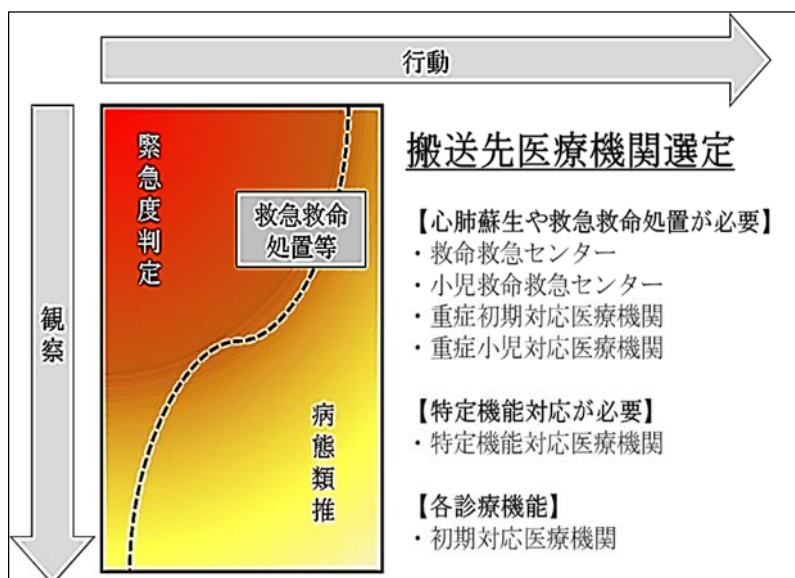 行動
観察
緊急度判定
救急救命
処置等
病態類推
搬送先医療機関選定
【心肺蘇生や救急救命処置が必要】
・救命救急センター
・小児救命救急センター
・重症初期対応医療機関
・重症小児対応医療機関
【特定機能対応が必要】
・特定機能対応医療機関
【各診療機能】
・初期対応医療機関